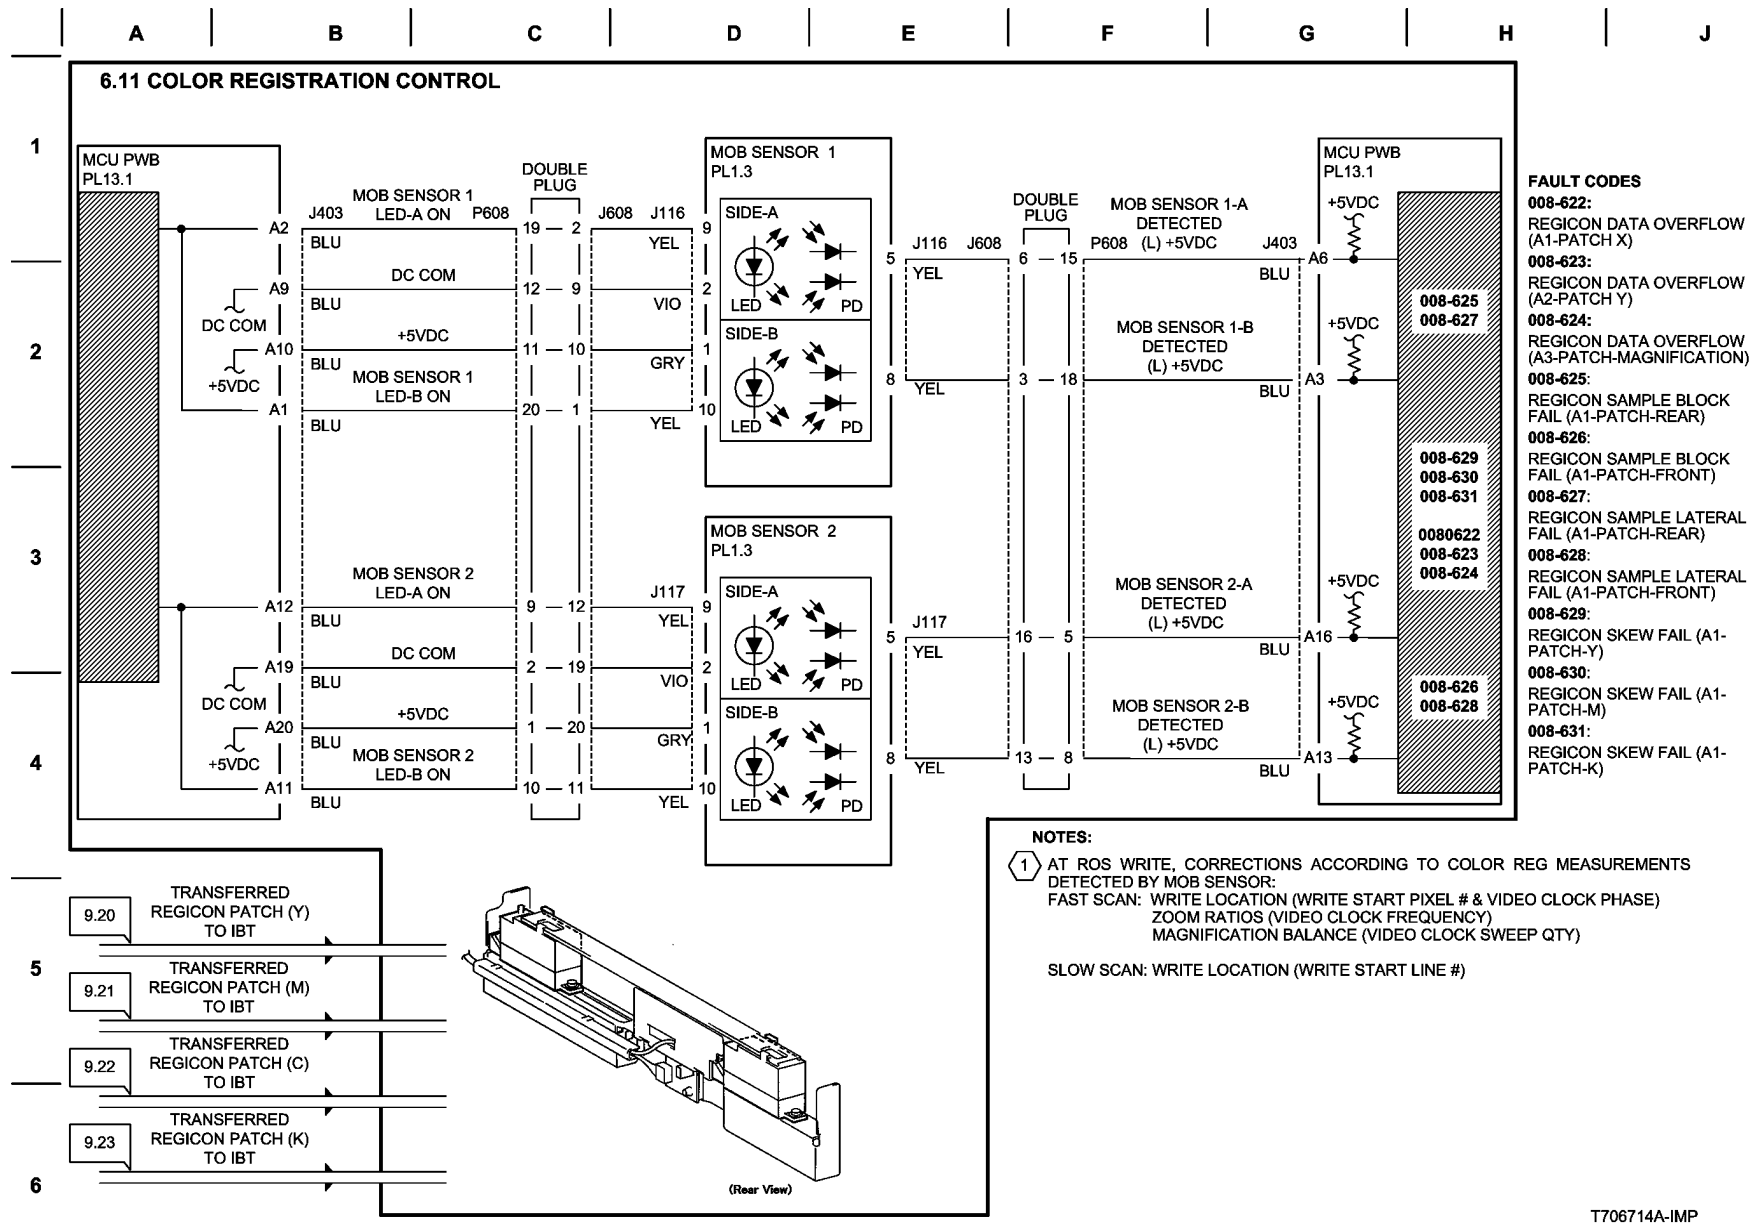 A B C D E F G H J
1
2
3
4
5
6
6.11 COLOR REGISTRATION CONTROL
MCU PWB
PL13.1
A2
A9
DC COM
A10
+5VDC
A1
A12
A19
DC COM
A20
+5VDC
A11
J403
MOB SENSOR 1
LED-A ON
P608
BLU
DC COM
BLU
+5VDC
BLU
MOB SENSOR 1
LED-B ON
BLU
MOB SENSOR 2
LED-A ON
BLU
DC COM
BLU
+5VDC
BLU
MOB SENSOR 2
LED-B ON
BLU
DOUBLE
PLUG
19 2
12 9
11 10
20 1
9 12
2 19
1 20
10 11
J608 J116
YEL
VIO
GRY
YEL
J117
YEL
VIO
GRY
YEL
MOB SENSOR 1
PL1.3
9
2
1
10
SIDE-A
LED PD
SIDE-B
LED PD
5
8
MOB SENSOR 2
PL1.3
9
2
1
10
SIDE-A
LED PD
SIDE-B
LED PD
5
8
J116 J608
YEL
YEL
J117
YEL
YEL
DOUBLE
PLUG
6 15
3 18
16 5
13 8
MOB SENSOR 1-A
DETECTED
P608 (L) +5VDC J403
BLU
MOB SENSOR 1-B
DETECTED
(L) +5VDC
BLU
MOB SENSOR 2-A
DETECTED
(L) +5VDC
BLU
MOB SENSOR 2-B
DETECTED
(L) +5VDC
BLU
MCU PWB
PL13.1
+5VDC
A6
+5VDC
A3
+5VDC
A16
+5VDC
A13
008-625
008-627
008-629
008-630
008-631
0080622
008-623
008-624
008-626
008-628
FAULT CODES
008-622:
REGICON DATA OVERFLOW
(A1-PATCH X)
008-623:
REGICON DATA OVERFLOW
(A2-PATCH Y)
008-624:
REGICON DATA OVERFLOW
(A3-PATCH-MAGNIFICATION)
008-625:
REGICON SAMPLE BLOCK
FAIL (A1-PATCH-REAR)
008-626:
REGICON SAMPLE BLOCK
FAIL (A1-PATCH-FRONT)
008-627:
REGICON SAMPLE LATERAL
FAIL (A1-PATCH-REAR)
008-628:
REGICON SAMPLE LATERAL
FAIL (A1-PATCH-FRONT)
008-629:
REGICON SKEW FAIL (A1-
PATCH-Y)
008-630:
REGICON SKEW FAIL (A1-
PATCH-M)
008-631:
REGICON SKEW FAIL (A1-
PATCH-K)
NOTES:
1 AT ROS WRITE, CORRECTIONS ACCORDING TO COLOR REG MEASUREMENTS
DETECTED BY MOB SENSOR:
FAST SCAN: WRITE LOCATION (WRITE START PIXEL # & VIDEO CLOCK PHASE)
ZOOM RATIOS (VIDEO CLOCK FREQUENCY)
MAGNIFICATION BALANCE (VIDEO CLOCK SWEEP QTY)
SLOW SCAN: WRITE LOCATION (WRITE START LINE #)
9.20
TRANSFERRED
REGICON PATCH (Y)
TO IBT
9.21
TRANSFERRED
REGICON PATCH (M)
TO IBT
9.22
TRANSFERRED
REGICON PATCH (C)
TO IBT
9.23
TRANSFERRED
REGICON PATCH (K)
TO IBT
(Rear View)
T706714A-IMP